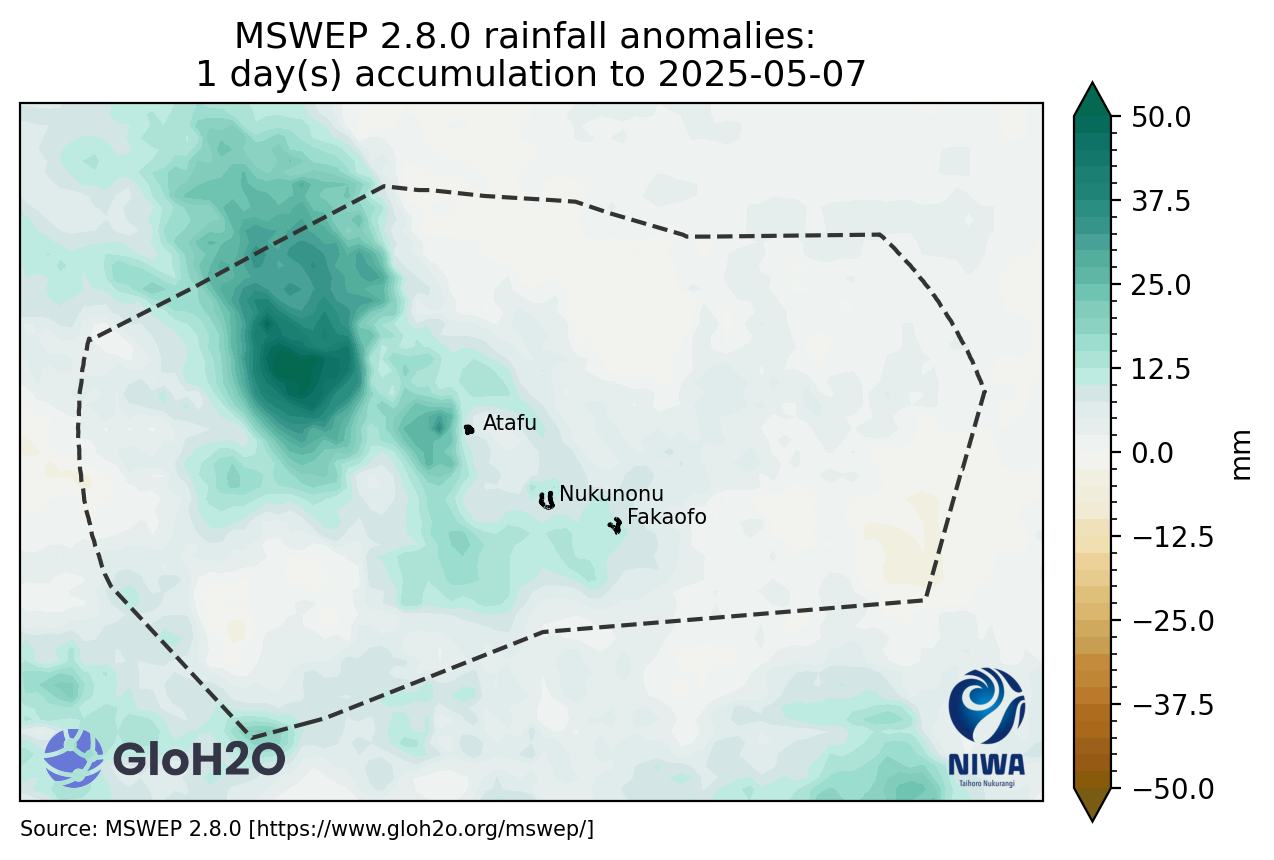 MSWEP 2.8.0 rainfall anomalies:
1 day(s) accumulation to 2025-05-07
50.0
37.5
25.0
12.5
0.0
−12.5
−25.0
−37.5
−50.0
mm
Atafu
Nukunonu
Fakaofo
GloH2O
NIWA
Taihoro Nukurangi
Source: MSWEP 2.8.0 [https://www.gloh2o.org/mswep/]